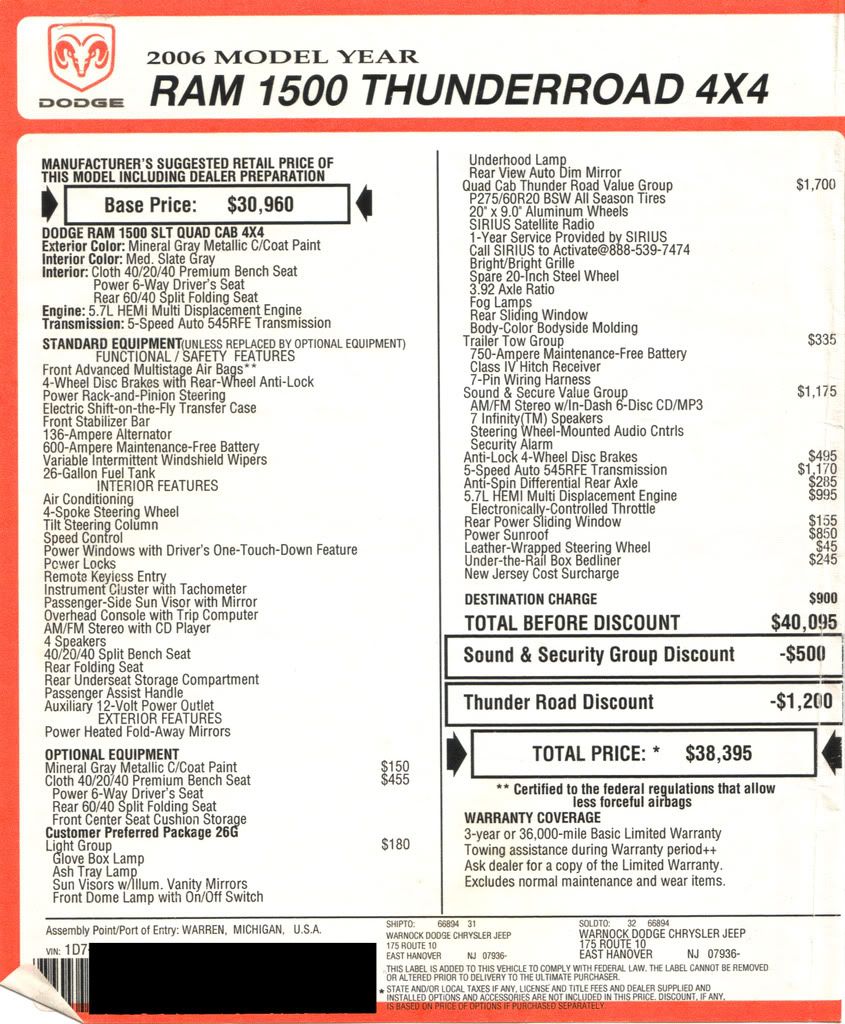 DODGE
2006 MODEL YEAR
RAM 1500 THUNDERROAD 4X4
MANUFACTURER'S SUGGESTED RETAIL PRICE OF
THIS MODEL INCLUDING DEALER PREPARATION
Base Price: $30,960
DODGE RAM 1500 SLT QUAD CAB 4X4
Exterior Color: Mineral Gray Metallic C/Coat Paint
Interior Color: Med. Slate Gray
Interior: Cloth 40/20/40 Premium Bench Seat
Power 6-Way Driver's Seat
Rear 60/40 Split Folding Seat
Engine: 5.7L HEMI Multi Displacement Engine
Transmission: 5-Speed Auto 545RFE Transmission
STANDARD EQUIPMENT(UNLESS REPLACED BY OPTIONAL EQUIPMENT)
FUNCTIONAL / SAFETY FEATURES
Front Advanced Multistage Air Bags**
4-Wheel Disc Brakes with Rear-Wheel Anti-Lock
Power Rack-and-Pinion Steering
Electric Shift-on-the-Fly Transfer Case
Front Stabilizer Bar
136-Ampere Alternator
600-Ampere Maintenance-Free Battery
Variable Intermittent Windshield Wipers
26-Gallon Fuel Tank
INTERIOR FEATURES
Air Conditioning
4-Spoke Steering Wheel
Tilt Steering Column
Speed Control
Power Windows with Driver's One-Touch-Down Feature
Power Locks
Remote Keyless Entry
Instrument Cluster with Tachometer
Passenger-Side Sun Visor with Mirror
Overhead Console with Trip Computer
AM/FM Stereo with CD Player
4 Speakers
40/20/40 Split Bench Seat
Rear Folding Seat
Rear Underseat Storage Compartment
Passenger Assist Handle
Auxiliary 12-Volt Power Outlet
EXTERIOR FEATURES
Power Heated Fold-Away Mirrors
OPTIONAL EQUIPMENT
Mineral Gray Metallic C/Coat Paint $150
Cloth 40/20/40 Premium Bench Seat $455
Power 6-Way Driver's Seat
Rear 60/40 Split Folding Seat
Front Center Seat Cushion Storage
Customer Preferred Package 26G
Light Group $180
Glove Box Lamp
Ash Tray Lamp
Sun Visors w/Illum. Vanity Mirrors
Front Dome Lamp with On/Off Switch
Underhood Lamp
Rear View Auto Dim Mirror
Quad Cab Thunder Road Value Group $1,700
P275/60R20 BSW All Season Tires
20" x 9.0" Aluminum Wheels
SIRIUS Satellite Radio
1-Year Service Provided by SIRIUS
Call SIRIUS to Activate@888-539-7474
Bright/Bright Grille
Spare 20-Inch Steel Wheel
3.92 Axle Ratio
Fog Lamps
Rear Sliding Window
Body-Color Bodyside Molding
Trailer Tow Group $335
750-Ampere Maintenance-Free Battery
Class IV Hitch Receiver
7-Pin Wiring Harness
Sound & Secure Value Group $1,175
AM/FM Stereo w/In-Dash 6-Disc CD/MP3
7 Infinity(TM) Speakers
Steering Wheel-Mounted Audio Cntrls
Security Alarm
Anti-Lock 4-Wheel Disc Brakes $495
5-Speed Auto 545RFE Transmission $1,170
Anti-Spin Differential Rear Axle $285
5.7L HEMI Multi Displacement Engine $995
Electronically-Controlled Throttle
Rear Power Sliding Window $155
Power Sunroof $850
Leather-Wrapped Steering Wheel $45
Under-the-Rail Box Bedliner $245
New Jersey Cost Surcharge
DESTINATION CHARGE $900
TOTAL BEFORE DISCOUNT $40,095
Sound & Security Group Discount -$500
Thunder Road Discount -$1,200
TOTAL PRICE: * $38,395
** Certified to the federal regulations that allow
less forceful airbags
WARRANTY COVERAGE
3-year or 36,000-mile Basic Limited Warranty
Towing assistance during Warranty period++
Ask dealer for a copy of the Limited Warranty.
Excludes normal maintenance and wear items.
Assembly Point/Port of Entry: WARREN, MICHIGAN, U.S.A.
VIN: 1D7
SHIPTO: 66894 31
WARNOCK DODGE CHRYSLER JEEP
175 ROUTE 10
EAST HANOVER NJ 07936-
SOLDTO: 32 66894
WARNOCK DODGE CHRYSLER JEEP
175 ROUTE 10
EAST HANOVER NJ 07936-
THIS LABEL IS ADDED TO THIS VEHICLE TO COMPLY WITH FEDERAL LAW. THE LABEL CANNOT BE REMOVED
OR ALTERED PRIOR TO DELIVERY TO THE ULTIMATE PURCHASER.
* STATE AND/OR LOCAL TAXES IF ANY, LICENSE AND TITLE FEES AND DEALER SUPPLIED AND
INSTALLED OPTIONS AND ACCESSORIES ARE NOT INCLUDED IN THIS PRICE. DISCOUNT, IF ANY,
IS BASED ON PRICE OF OPTIONS IF PURCHASED SEPARATELY.